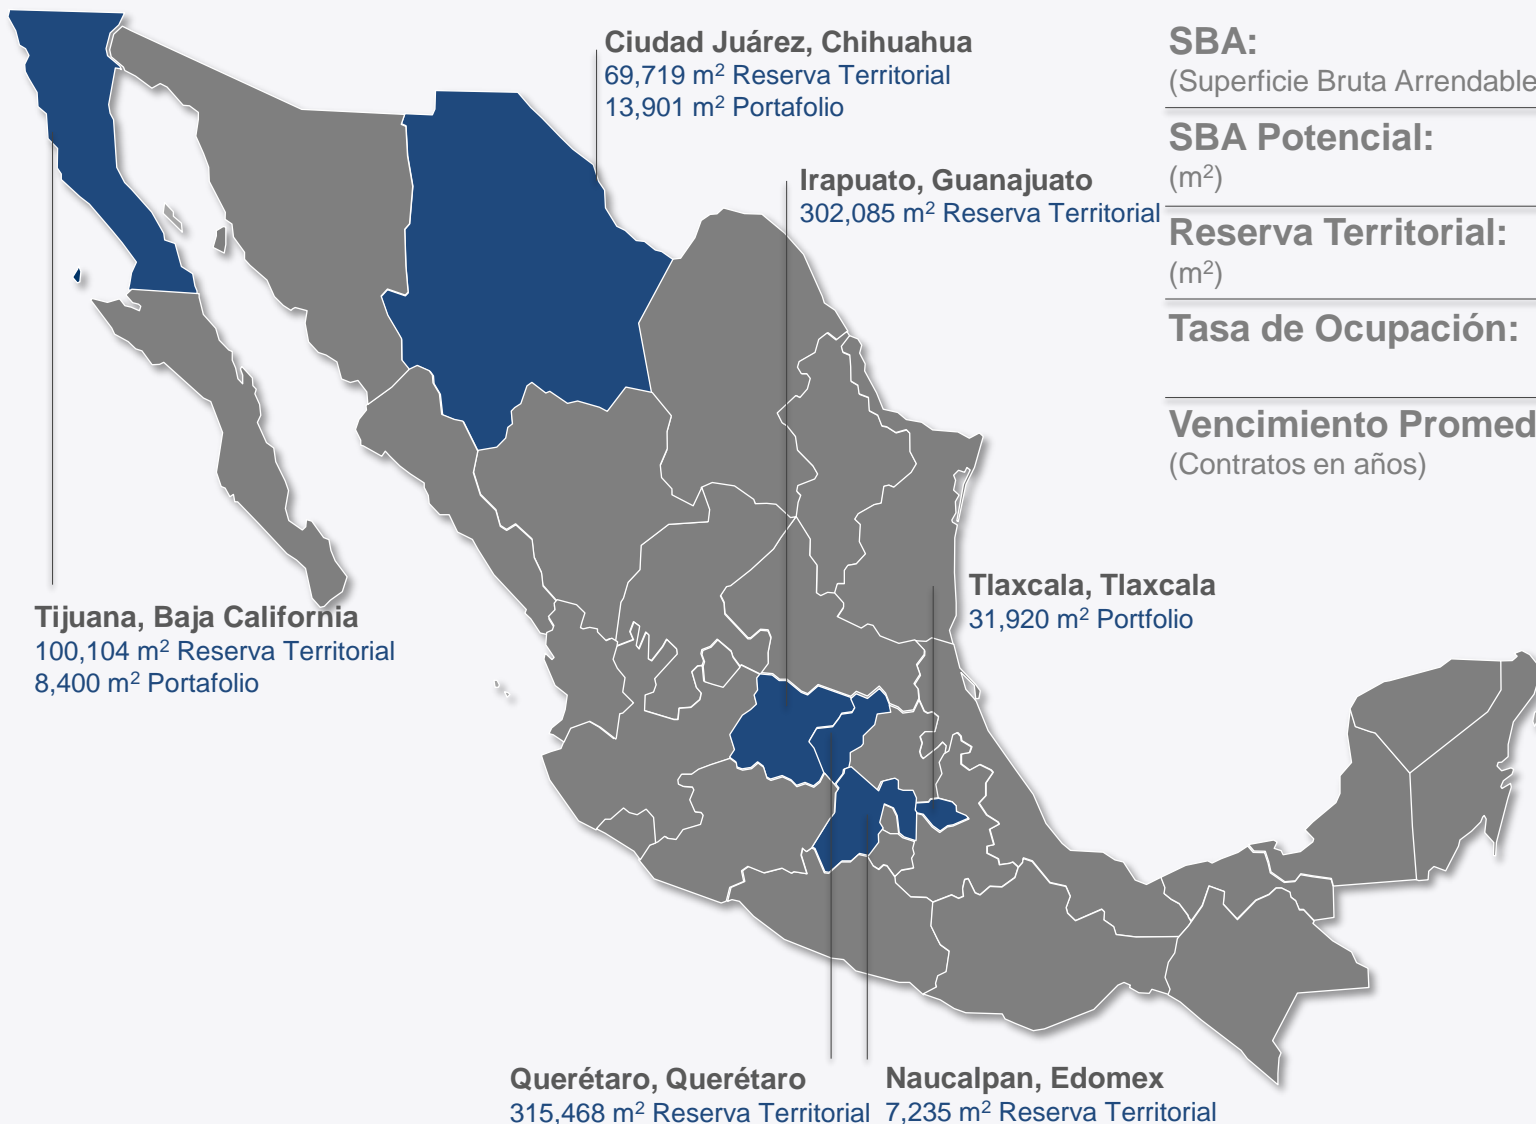 Ciudad Juárez, Chihuahua
69,719 m² Reserva Territorial
13,901 m² Portafolio
Irapuato, Guanajuato
302,085 m² Reserva Territorial
SBA:
(Superficie Bruta Arrendable
SBA Potencial:
(m²)
Reserva Territorial:
(m²)
Tasa de Ocupación:
Vencimiento Promed
(Contratos en años)
Tijuana, Baja California
100,104 m² Reserva Territorial
8,400 m² Portafolio
Tlaxcala, Tlaxcala
31,920 m² Portfolio
Querétaro, Querétaro
315,468 m² Reserva Territorial
Naucalpan, Edomex
7,235 m² Reserva Territorial